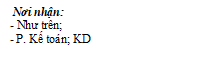 Nơi nhận:
- Như trên;
- P. Kế toán; KD